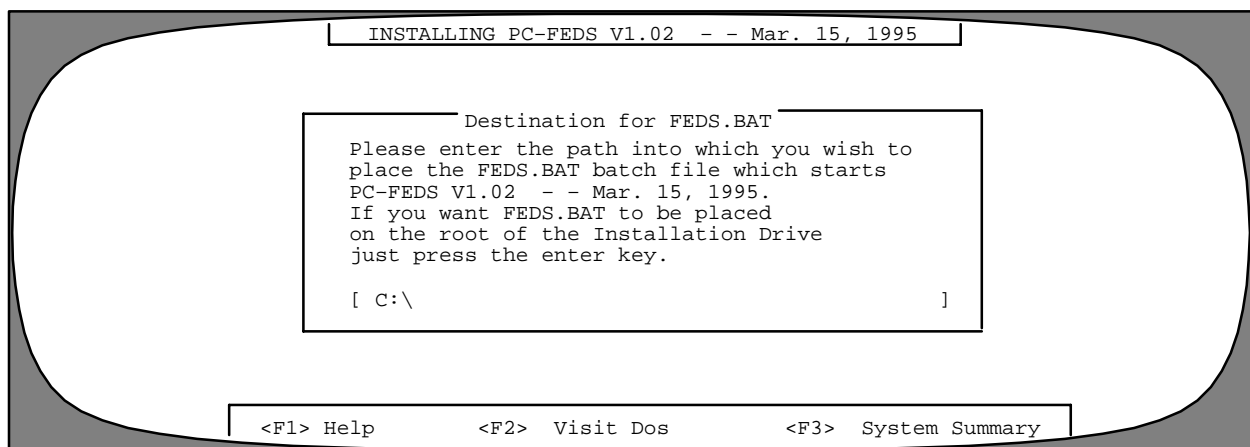 INSTALLING PC-FEDS V1.02 - - Mar. 15, 1995
Destination for FEDS.BAT
Please enter the path into which you wish to
place the FEDS.BAT batch file which starts
PC-FEDS V1.02 - - Mar. 15, 1995.
If you want FEDS.BAT to be placed
on the root of the Installation Drive
just press the enter key.
[ C:\ ]
<F1> Help <F2> Visit Dos <F3> System Summary